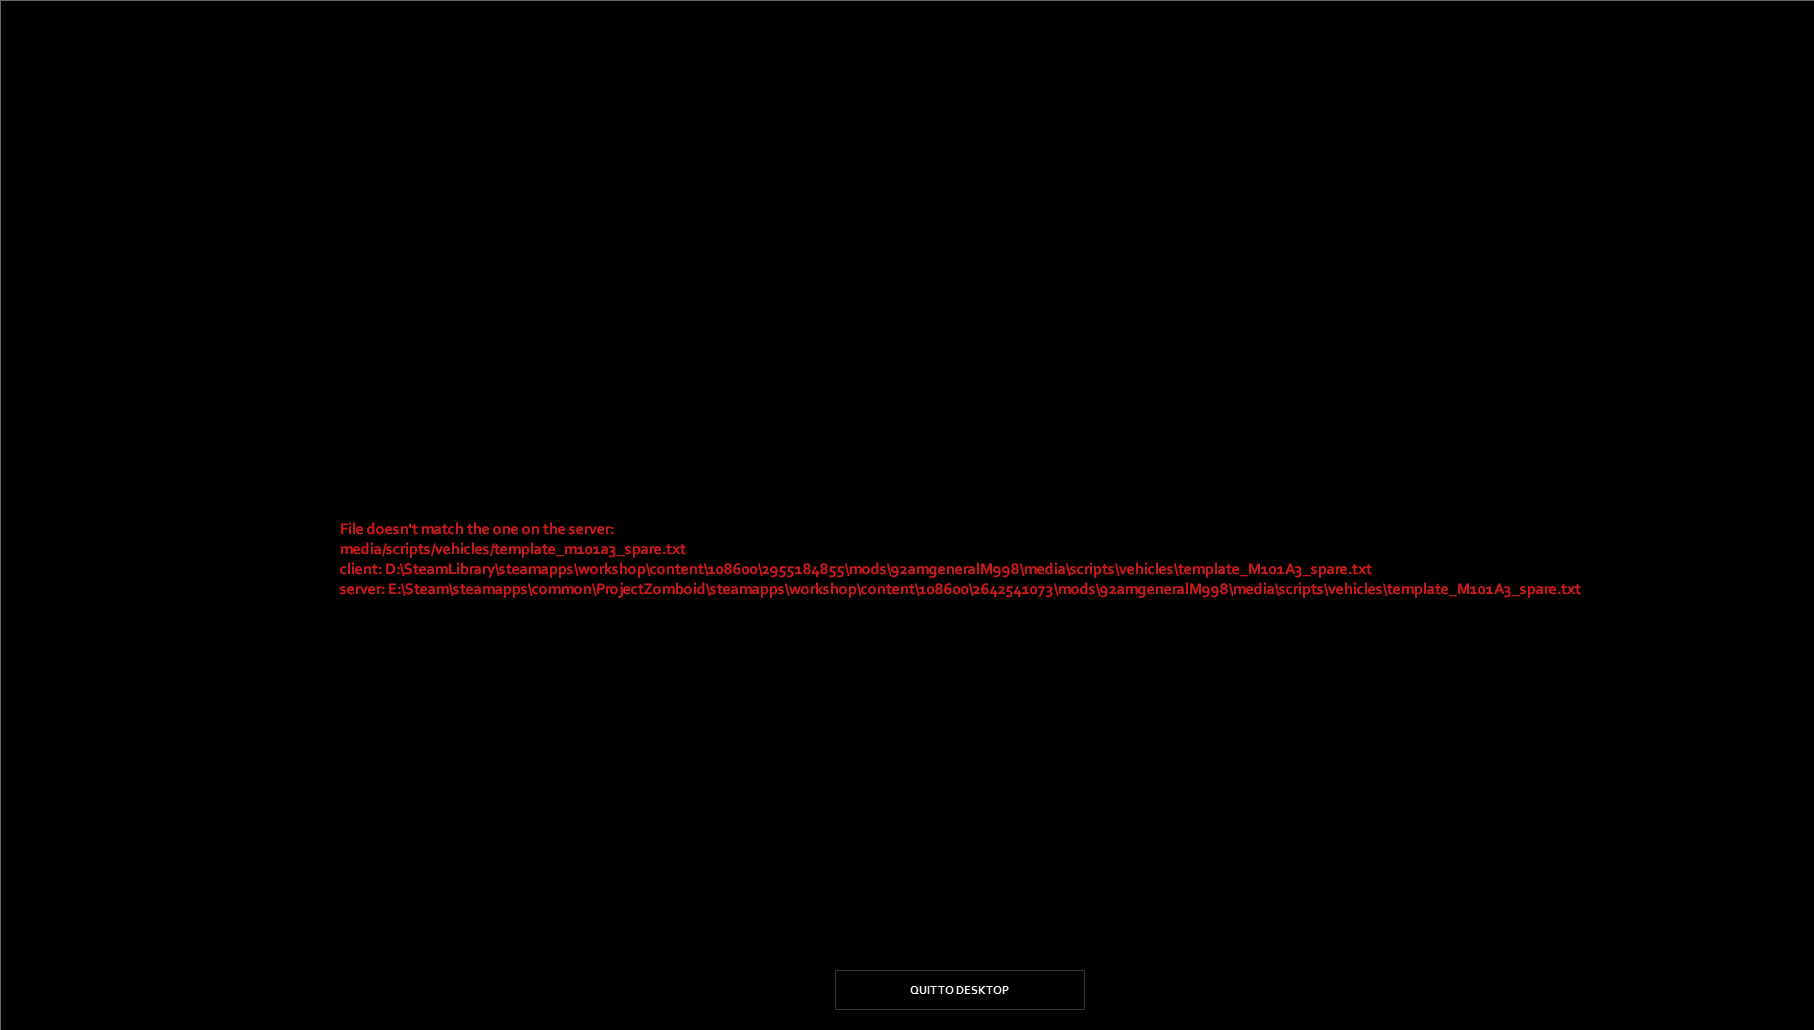 File doesn't match the one on the server:
media/scripts/vehicles/template_m101a3_spare.txt
client: D:\SteamLibrary\steamapps\workshop\content\108600\2955184855\mods\92amgeneralM998\media\scripts\vehicles\template_M101A3_spare.txt
server: E:\Steam\steamapps\common\ProjectZomboid\steamapps\workshop\content\108600\2642541073\mods\92amgeneralM998\media\scripts\vehicles\template_M101A3_spare.txt
QUIT TO DESKTOP